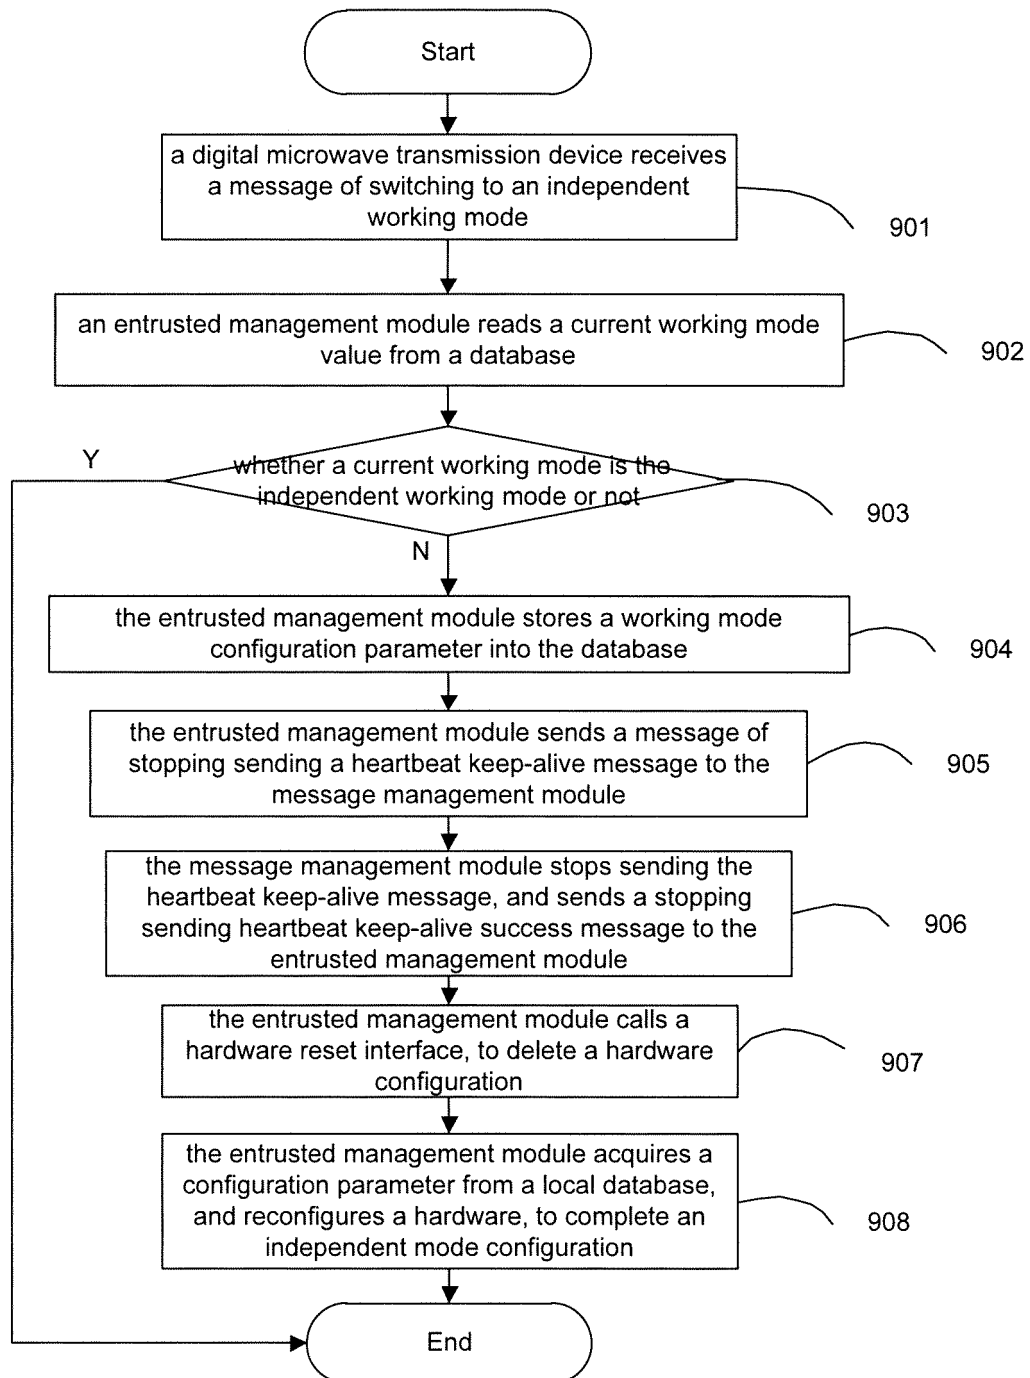 Start
a digital microwave transmission device receives
a message of switching to an independent
working mode
901
an entrusted management module reads a current working mode
value from a database
902
Y
whether a current working mode is the
independent working mode or not
903
N
the entrusted management module stores a working mode
configuration parameter into the database
904
the entrusted management module sends a message of
stopping sending a heartbeat keep-alive message to the
message management module
905
the message management module stops sending the
heartbeat keep-alive message, and sends a stopping
sending heartbeat keep-alive success message to the
entrusted management module
906
the entrusted management module calls a
hardware reset interface, to delete a hardware
configuration
907
the entrusted management module acquires a
configuration parameter from a local database,
and reconfigures a hardware, to complete an
independent mode configuration
908
End